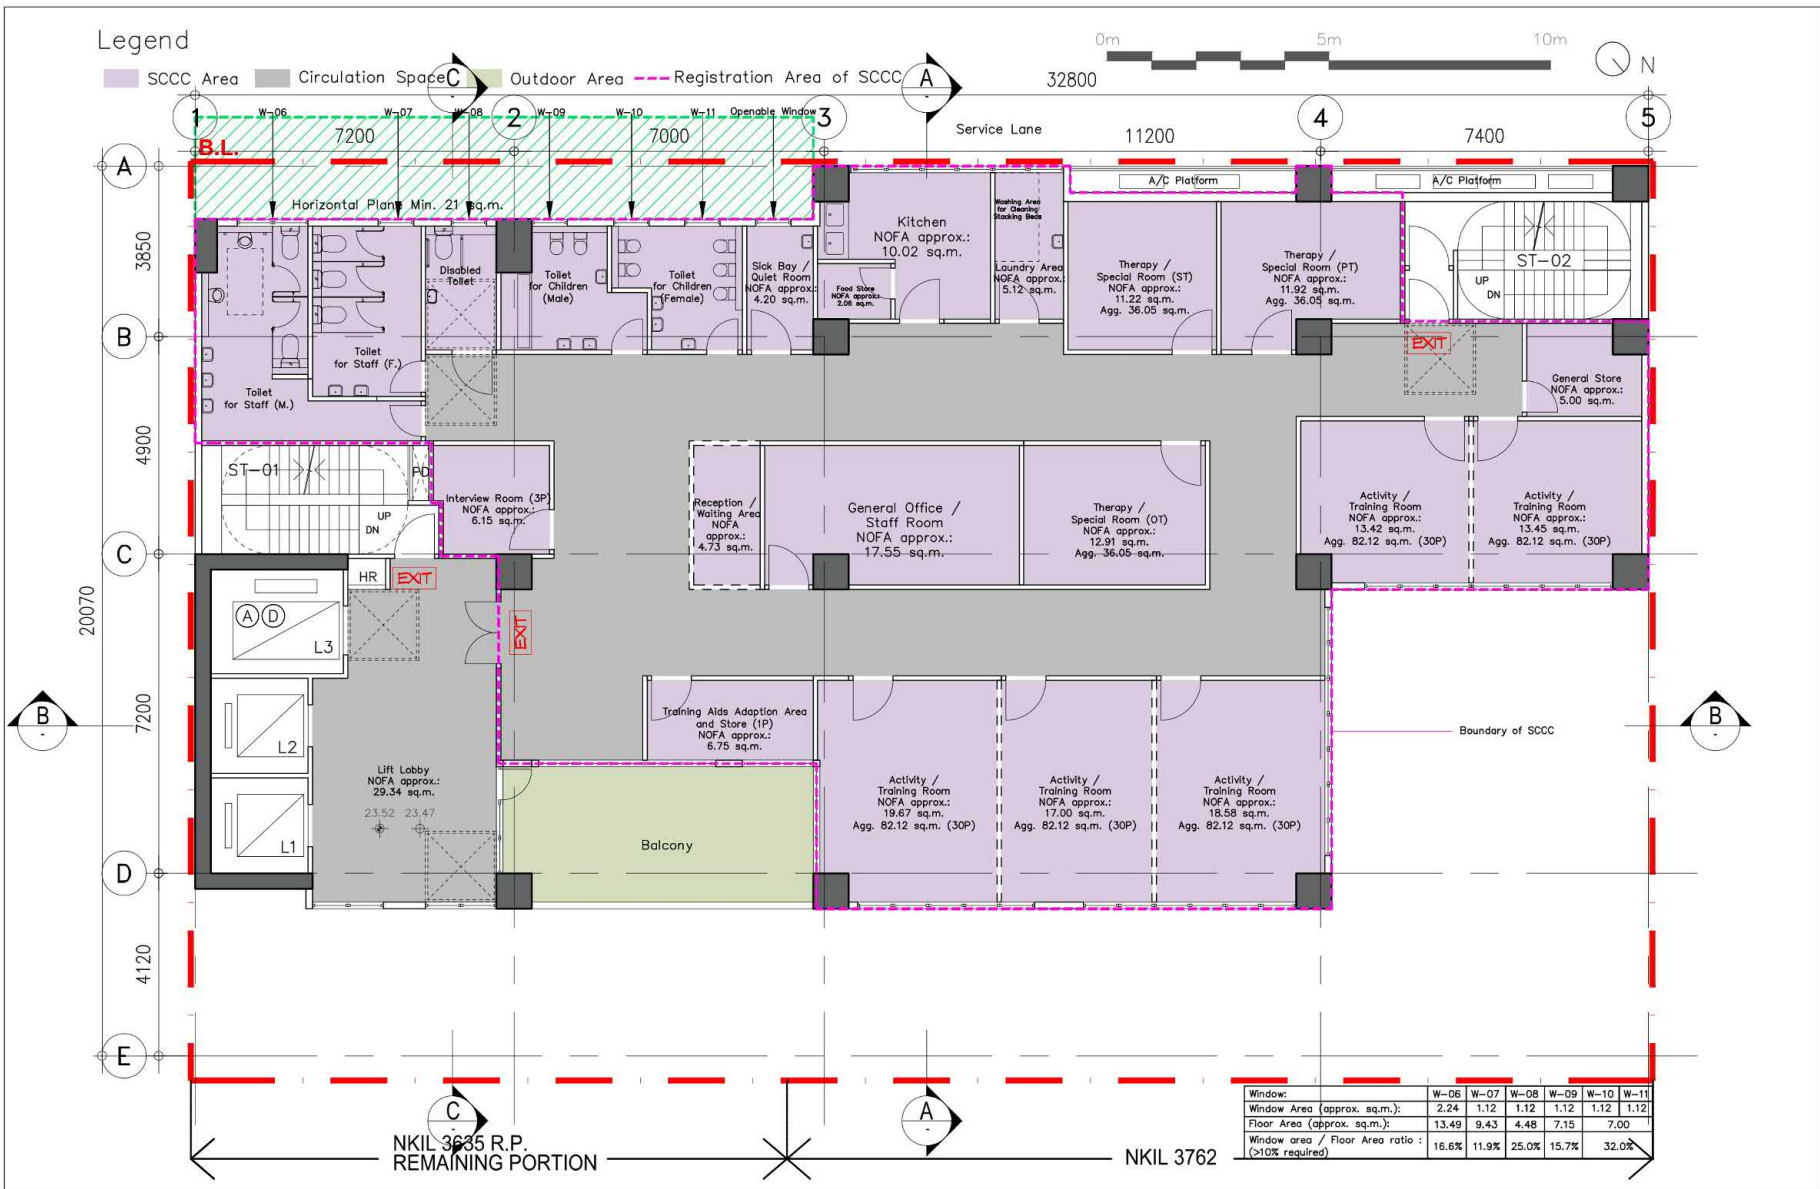 Legend
SCCC Area
Circulation Space
Outdoor Area
Registration Area of SCCC
0m
5m
10m
N
C
-
A
-
32800
1
2
3
4
5
W-06
W-07
W-08
W-09
W-10
W-11
Openable Window
7200
7000
11200
7400
Service Lane
B.L.
A
B
C
D
E
3850
4900
7200
4120
20070
Horizontal Plane Min. 21 sq.m.
A/C Platform
A/C Platform
Kitchen
NOFA approx.:
10.02 sq.m.
Washing Area
for Cleaning
Stacking Beds
Laundry Area
NOFA approx.:
5.12 sq.m.
Food Store
NOFA approx.:
2.06 sq.m.
Disabled
Toilet
Toilet
for Children
(Male)
Toilet
for Children
(Female)
Sick Bay /
Quiet Room
NOFA approx.:
4.20 sq.m.
Therapy /
Special Room (ST)
NOFA approx.:
11.22 sq.m.
Agg. 36.05 sq.m.
Therapy /
Special Room (PT)
NOFA approx.:
11.92 sq.m.
Agg. 36.05 sq.m.
ST-02
UP
DN
EXIT
Toilet
for Staff (F.)
Toilet
for Staff (M.)
General Store
NOFA approx.:
5.00 sq.m.
ST-01
PD
UP
DN
Interview Room (3P)
NOFA approx.:
6.15 sq.m.
Reception /
Waiting Area
NOFA
approx.:
4.73 sq.m.
General Office /
Staff Room
NOFA approx.:
17.55 sq.m.
Therapy /
Special Room (OT)
NOFA approx.:
12.91 sq.m.
Agg. 36.05 sq.m.
Activity /
Training Room
NOFA approx.:
13.42 sq.m.
Agg. 82.12 sq.m. (30P)
Activity /
Training Room
NOFA approx.:
13.45 sq.m.
Agg. 82.12 sq.m. (30P)
HR
EXIT
EXIT
A
D
L3
L2
L1
B
-
B
-
Training Aids Adaption Area
and Store (1P)
NOFA approx.:
6.75 sq.m.
Boundary of SCCC
Lift Lobby
NOFA approx.:
29.34 sq.m.
23.52
23.47
Balcony
Activity /
Training Room
NOFA approx.:
19.67 sq.m.
Agg. 82.12 sq.m. (30P)
Activity /
Training Room
NOFA approx.:
17.00 sq.m.
Agg. 82.12 sq.m. (30P)
Activity /
Training Room
NOFA approx.:
18.58 sq.m.
Agg. 82.12 sq.m. (30P)
C
-
A
-
NKIL 3635 R.P.
REMAINING PORTION
NKIL 3762
Window: W-06 W-07 W-08 W-09 W-10 W-11
Window Area (approx. sq.m.): 2.24 1.12 1.12 1.12 1.12 1.12
Floor Area (approx. sq.m.): 13.49 9.43 4.48 7.15 7.00
Window area / Floor Area ratio : 16.6% 11.9% 25.0% 15.7% 32.0%
(>10% required)